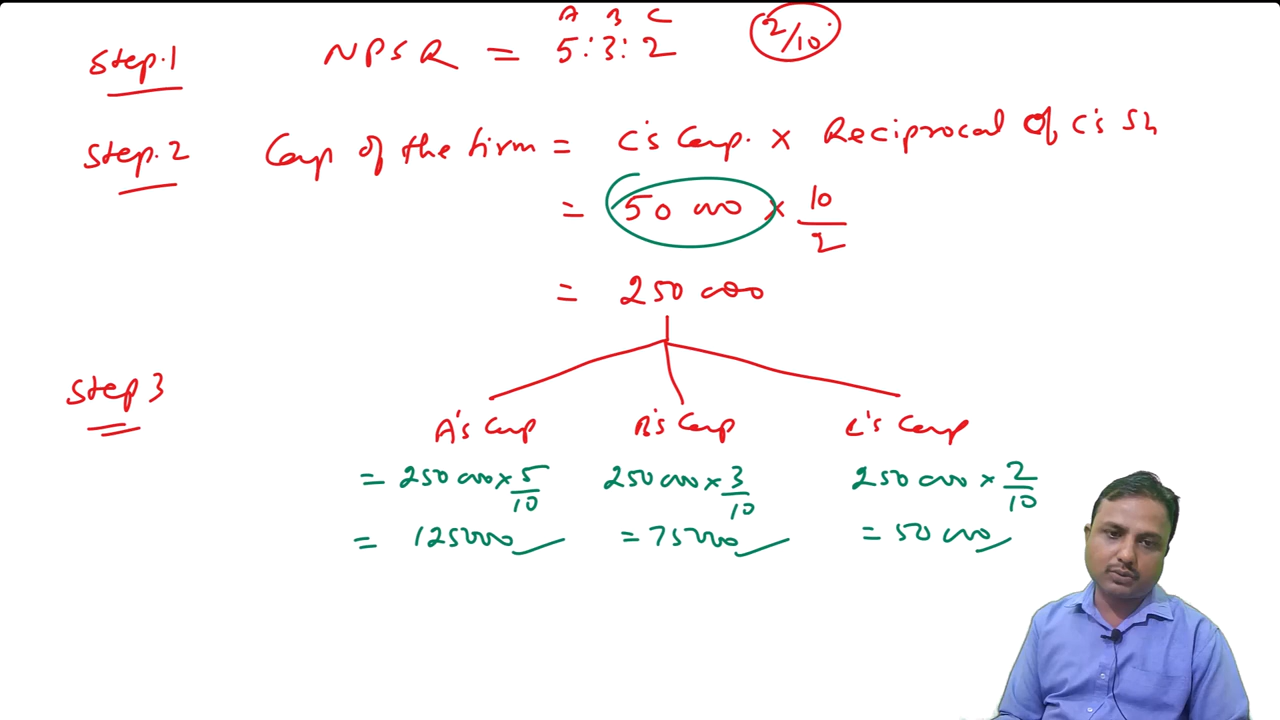 A B C
Step.1 NPSR = 5:3:2 2/10
Step.2 Cap of the firm = C's Cap. × Reciprocal Of C's Sh
= 50 000 × 10/2
= 250 000
Step 3
A's Cap B's Cap C's Cap
= 250 000 × 5/10 250 000 × 3/10 250 000 × 2/10
= 125000 = 75000 = 50 000